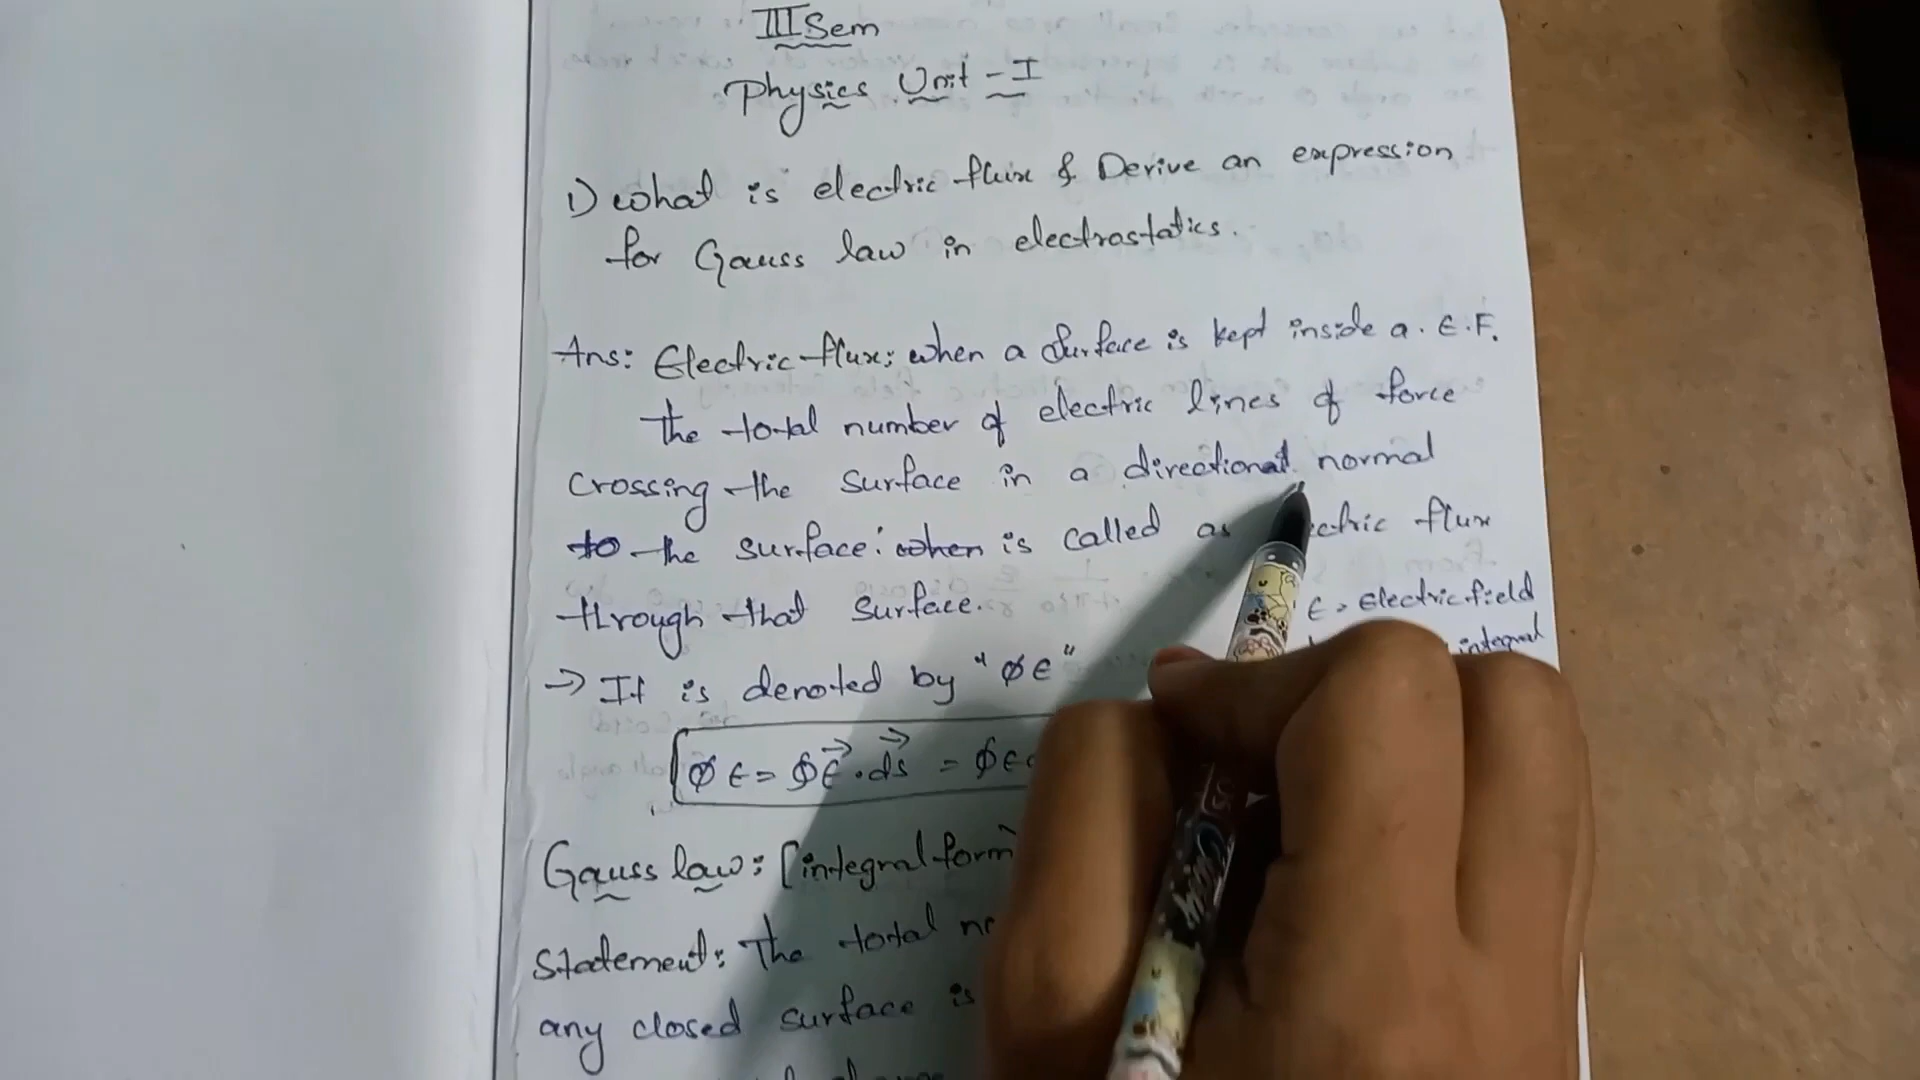 III Sem
Physics Unit - I
1) what is electric flux & Derive an expression
for Gauss law in electrostatics.
Ans: Electric flux: when a Surface is kept inside a. E.F.
the total number of electric lines of force
crossing the surface in a directional normal
to the surface: when is called as ectric flux
through that surface.
E → Electric field
integral
→ It is denoted by "ϕE"
ϕE = ∮E⃗.ds⃗ = ∮E
Gauss law: [integral form]
Statement: The total
any closed surface is